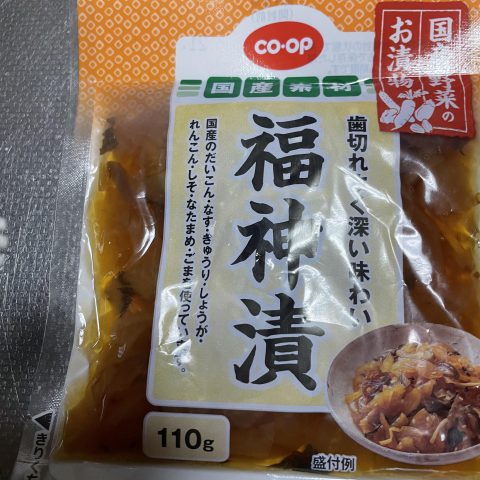 CO·OP
国産素材
国産野菜の
お漬物
歯切れよく深い味わい
福神漬
国産のだいこん・なす・きゅうり・しょうが・
れんこん・しそ・なたまめ・ごまを使っています。
110g
盛付例
きりくち